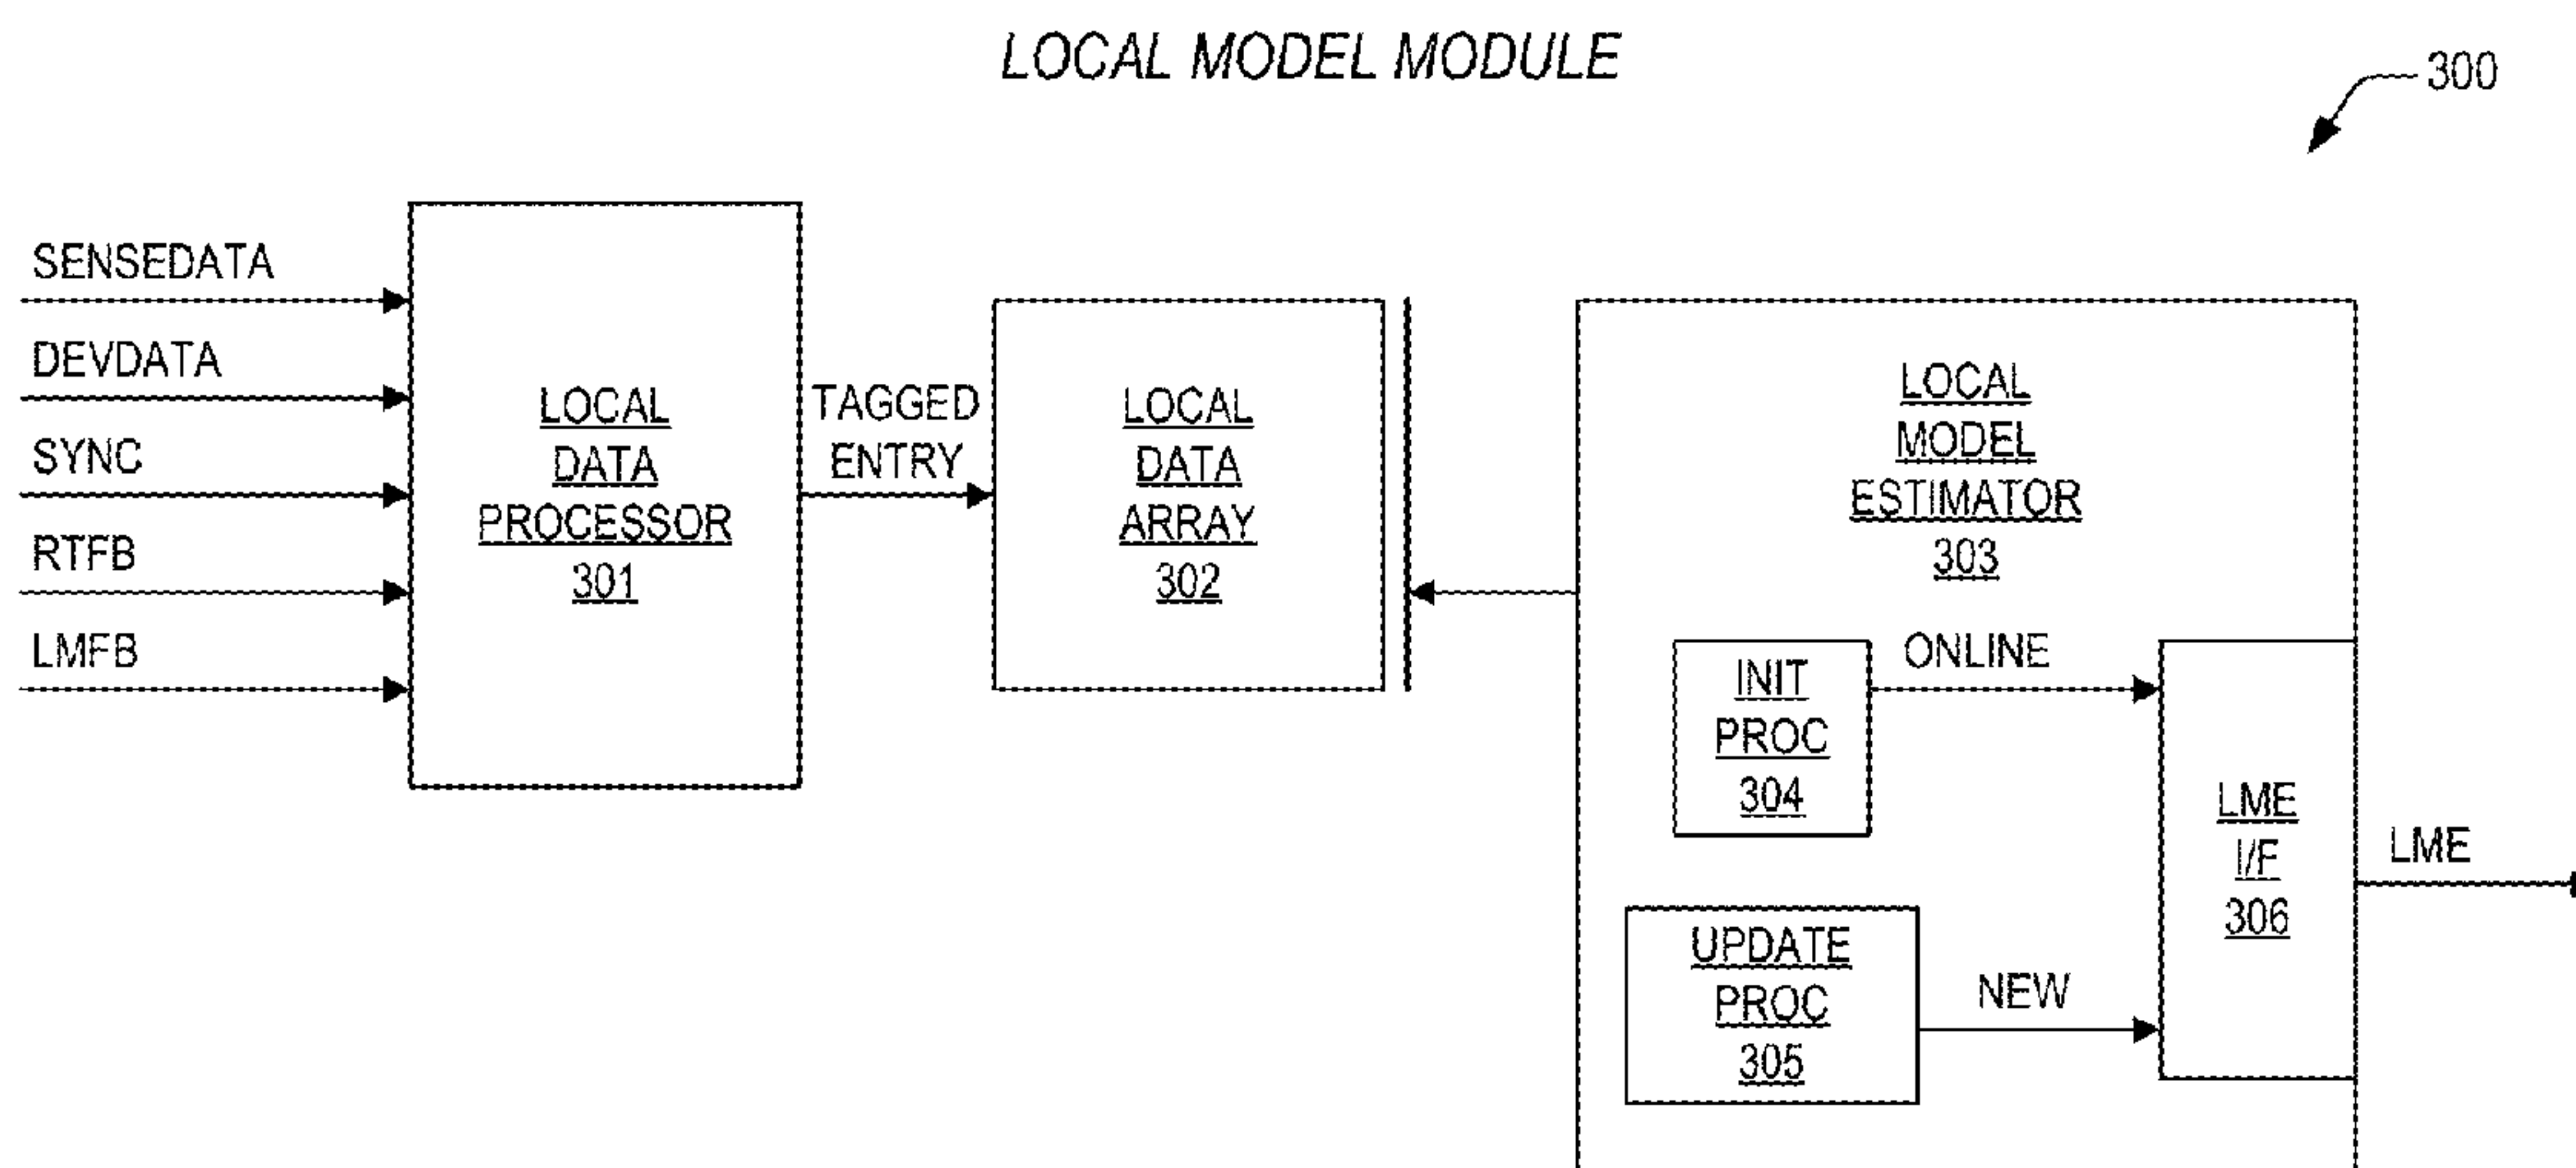 LOCAL MODEL MODULE
300
SENSEDATA
DEVDATA
SYNC
RTFB
LMFB
LOCAL
DATA
PROCESSOR
301
TAGGED
ENTRY
LOCAL
DATA
ARRAY
302
LOCAL
MODEL
ESTIMATOR
303
INIT
PROC
304
ONLINE
UPDATE
PROC
305
NEW
LME
I/F
306
LME